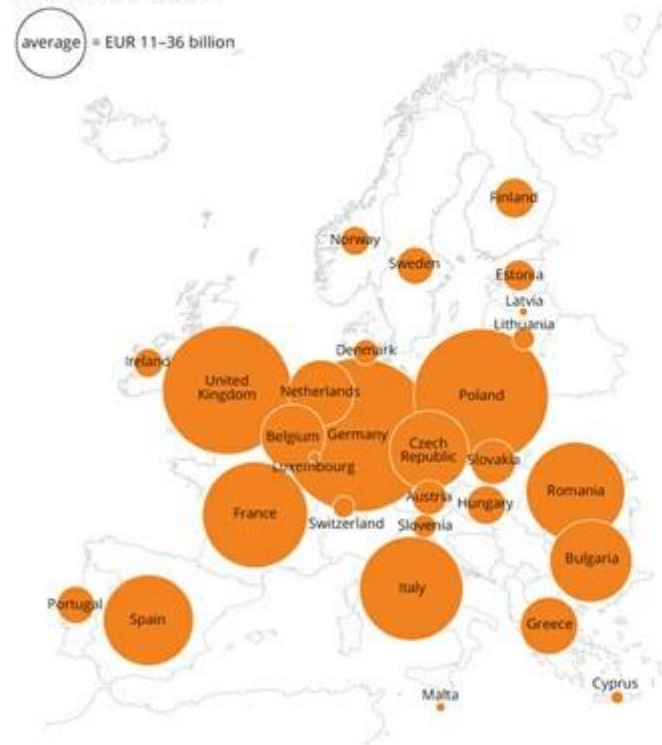 average = EUR 11–36 billion
Finland
Norway
Sweden
Estonia
Latvia
Lithuania
Denmark
Ireland
United
Kingdom
Netherlands
Poland
Belgium
Germany
Czech
Republic
Slovakia
Luxembourg
Romania
Austria
Hungary
France
Switzerland
Slovenia
Bulgaria
Italy
Portugal
Spain
Greece
Cyprus
Malta